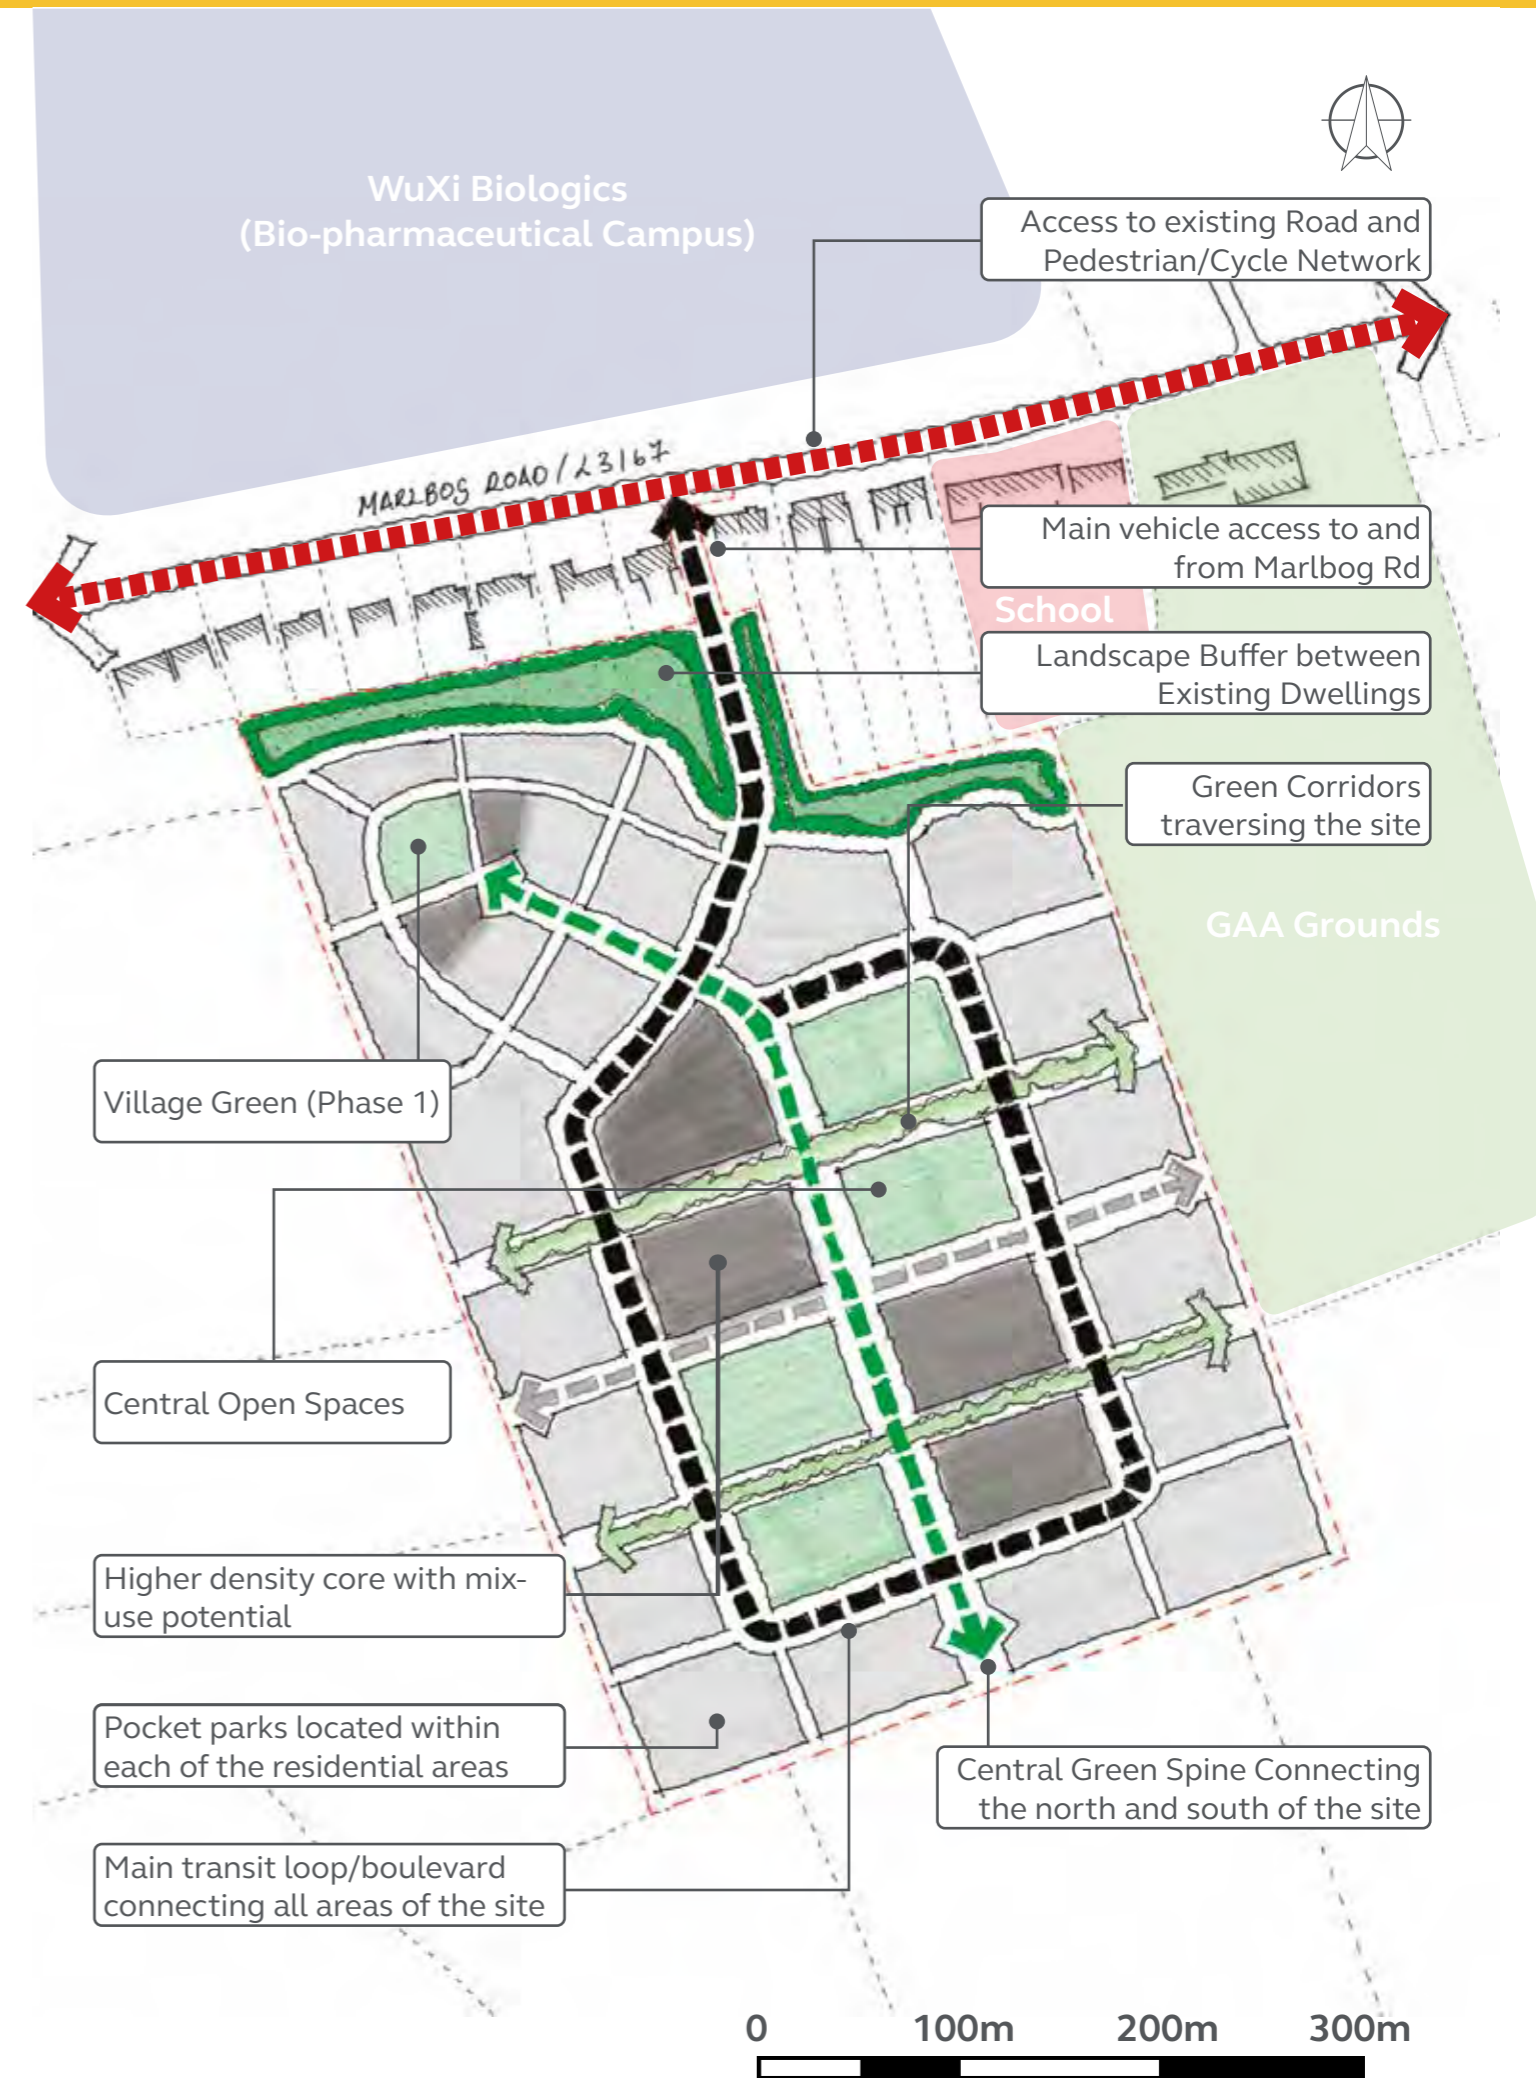 WuXi Biologics
(Bio-pharmaceutical Campus)
Access to existing Road and
Pedestrian/Cycle Network
MARLBOG ROAD/L3167
Main vehicle access to and
from Marlbog Rd
School
Landscape Buffer between
Existing Dwellings
Green Corridors
traversing the site
GAA Grounds
Village Green (Phase 1)
Central Open Spaces
Higher density core with mix-
use potential
Pocket parks located within
each of the residential areas
Central Green Spine Connecting
the north and south of the site
Main transit loop/boulevard
connecting all areas of the site
0 100m 200m 300m